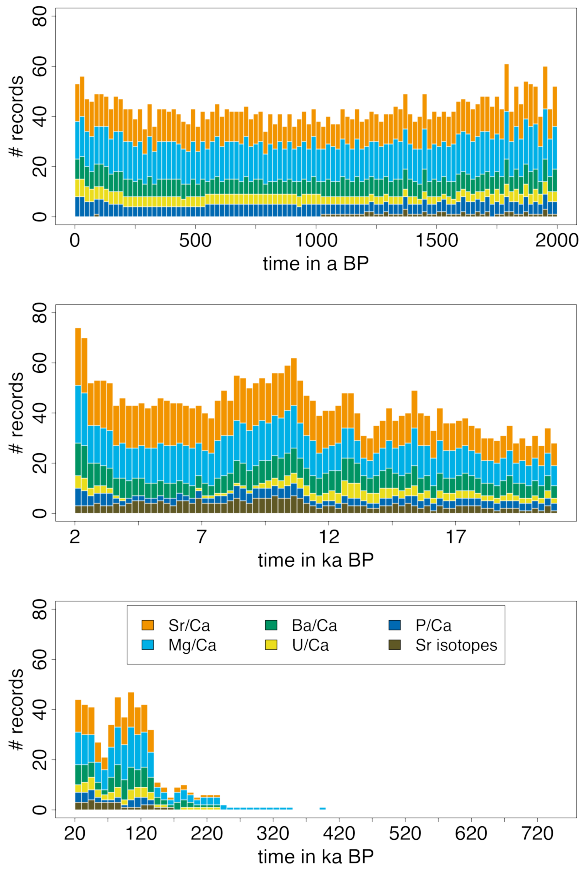 80
60
40
20
0
# records
0 500 1000 1500 2000
time in a BP
80
60
40
20
0
# records
2 7 12 17
time in ka BP
80
60
40
20
0
# records
Sr/Ca Ba/Ca P/Ca
Mg/Ca U/Ca Sr isotopes
20 120 220 320 420 520 620 720
time in ka BP